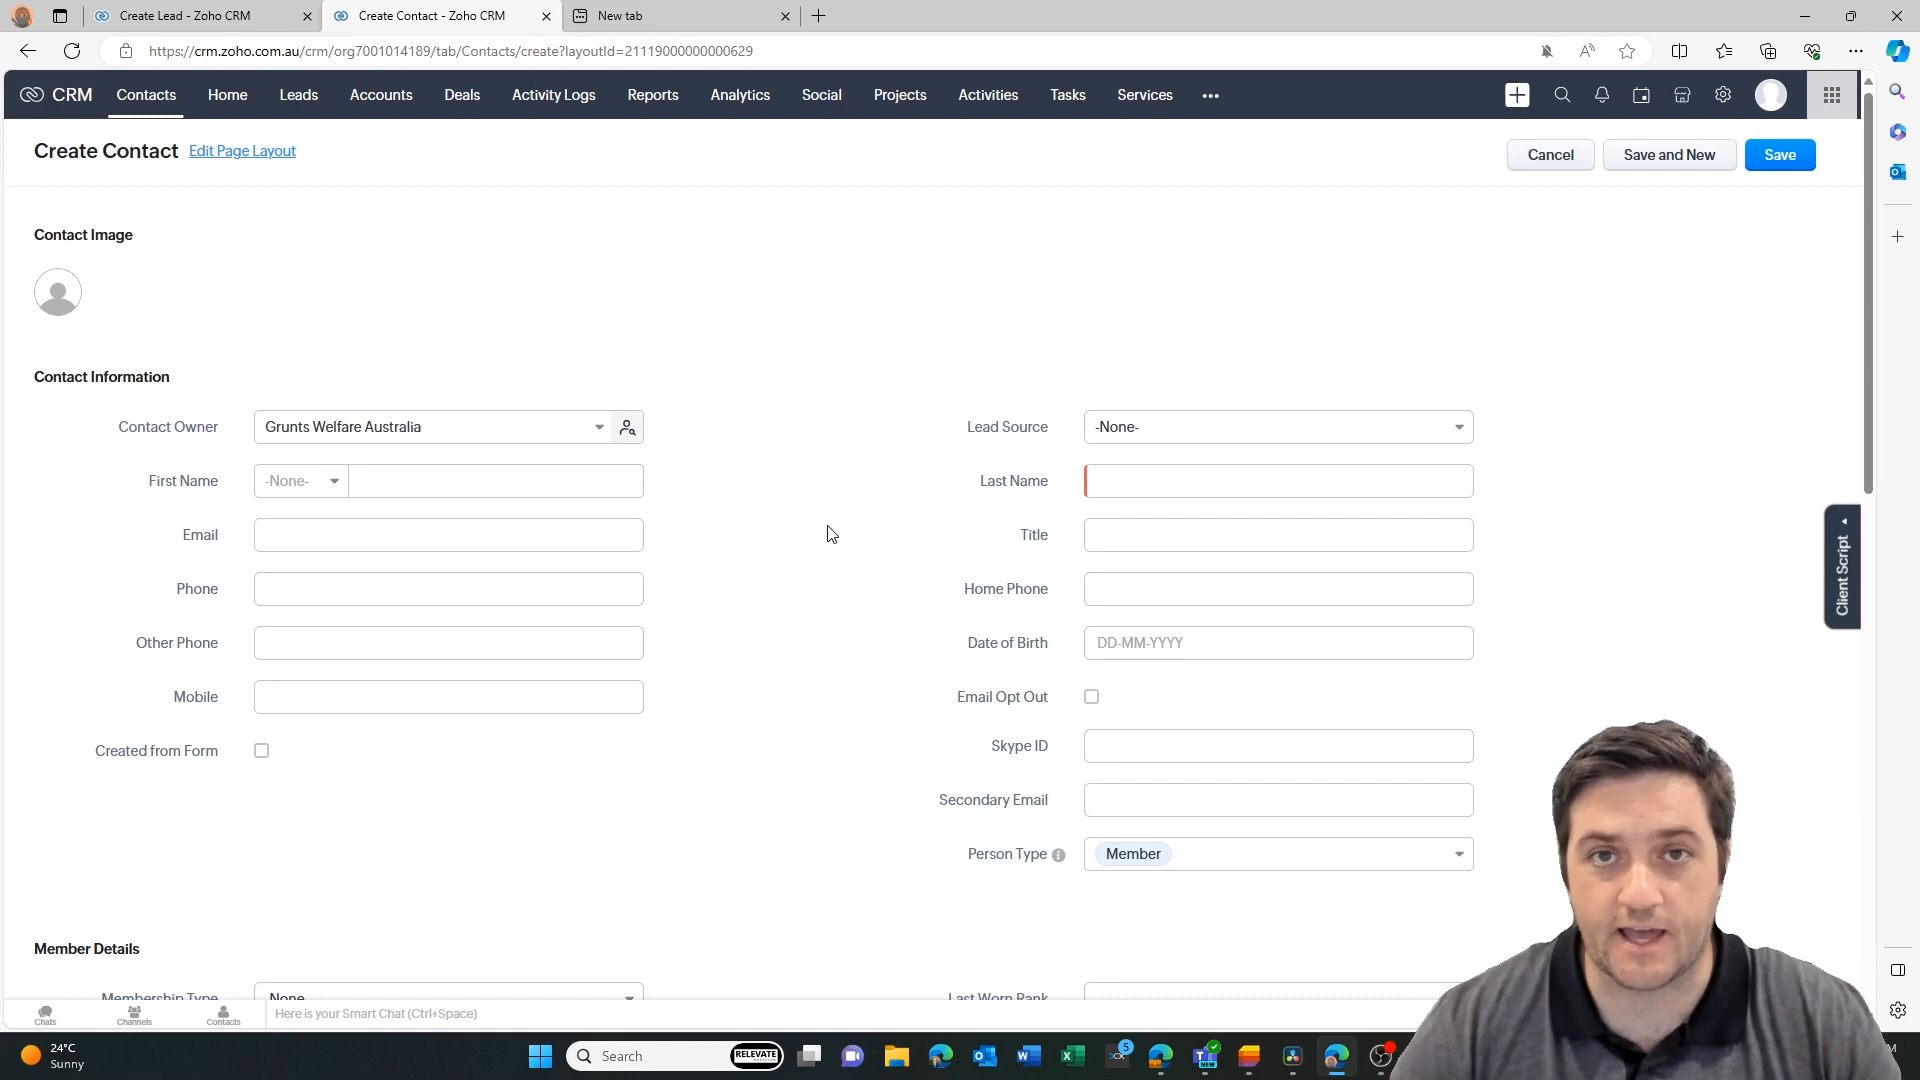 Create Lead - Zoho CRM
Create Contact - Zoho CRM
New tab
https://crm.zoho.com.au/crm/org7001014189/tab/Contacts/create?layoutId=21119000000000629
CRM Contacts Home Leads Accounts Deals Activity Logs Reports Analytics Social Projects Activities Tasks Services
Create Contact Edit Page Layout Cancel Save and New Save
Contact Image
Contact Information
Contact Owner Grunts Welfare Australia Lead Source -None-
First Name -None- Last Name
Email Title
Phone Home Phone
Other Phone Date of Birth DD-MM-YYYY
Mobile Email Opt Out
Created from Form Skype ID
Secondary Email
Person Type Member
Client Script
Member Details
Membership Type None Last Worn Rank
Chats Channels Contacts Here is your Smart Chat (Ctrl+Space)
24°C
Sunny
Search RELEVATE
5
NEW